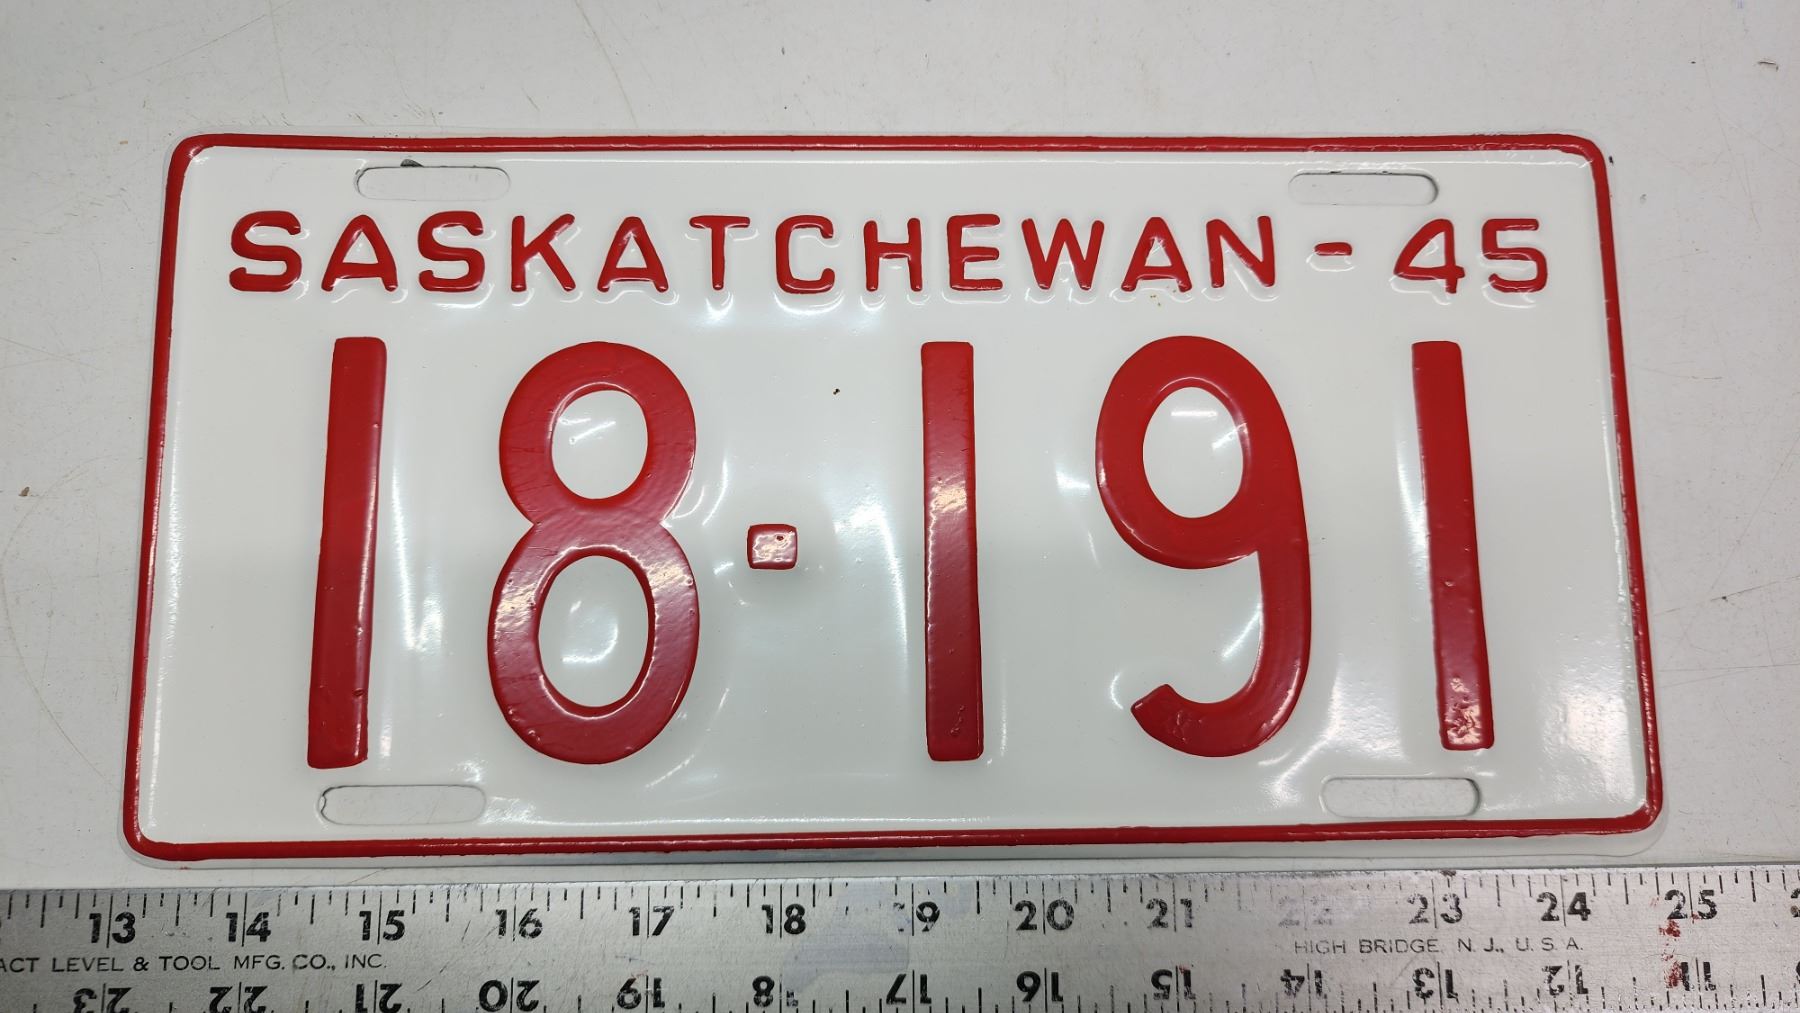 SASKATCHEWAN - 45
18-191
13 14 15 16 17 18 19 20 21 22 23 24 25
ACT LEVEL & TOOL MFG. CO., INC. HIGH BRIDGE, N. J., U. S. A.
23 22 21 20 19 18 17 16 15 14 13 12 11